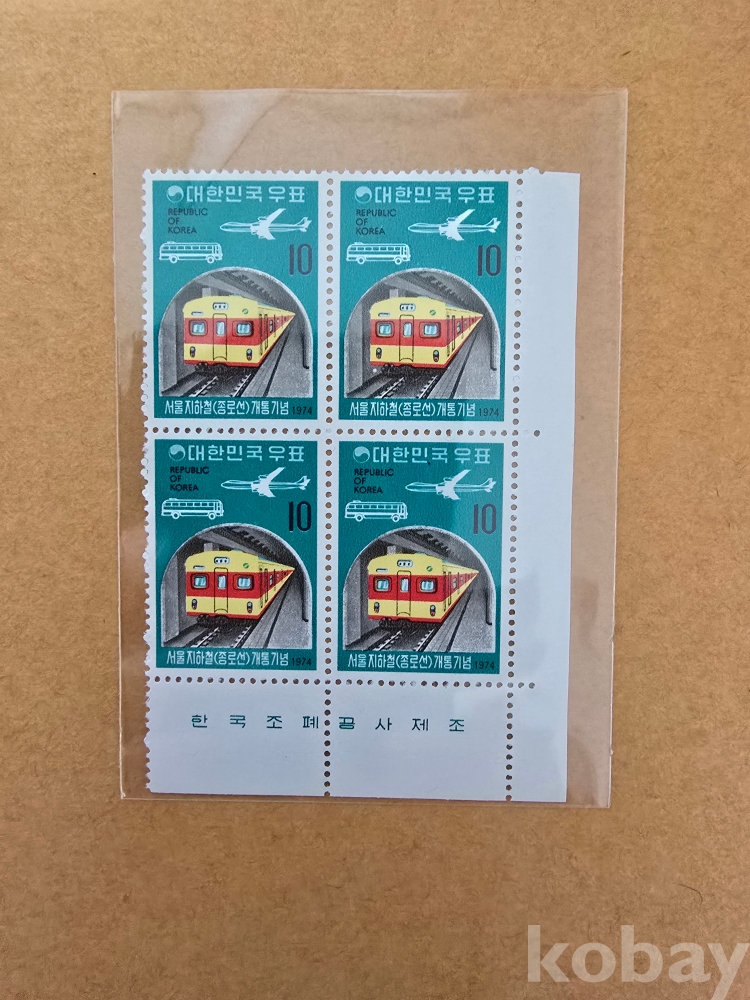 대한민국우표
REPUBLIC
OF
KOREA
10
서울 지하철(종로선) 개통기념 1974
대한민국우표
REPUBLIC
OF
KOREA
10
서울 지하철(종로선) 개통기념 1974
대한민국우표
REPUBLIC
OF
KOREA
10
서울 지하철(종로선) 개통기념 1974
대한민국우표
REPUBLIC
OF
KOREA
10
서울 지하철(종로선) 개통기념 1974
한국조폐공사제조
kobay